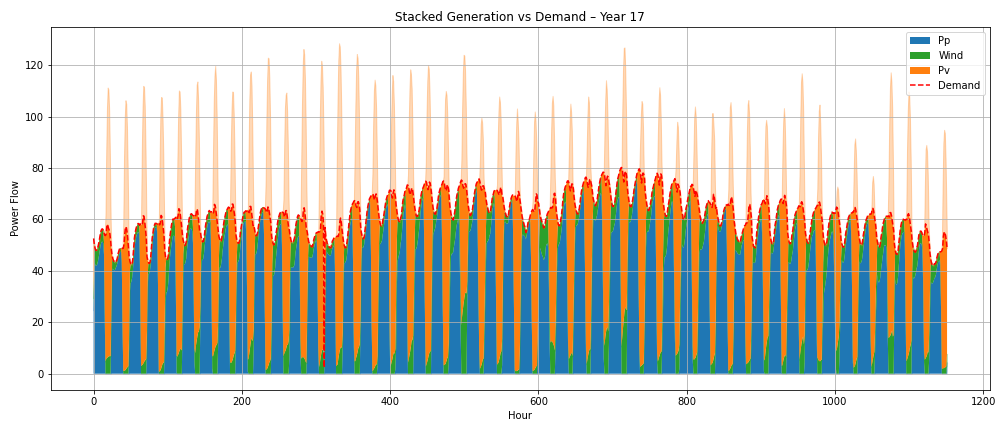 Stacked Generation vs Demand – Year 17
Pp
Wind
Pv
Demand
Power Flow
120
100
80
60
40
20
0
0 200 400 600 800 1000 1200
Hour